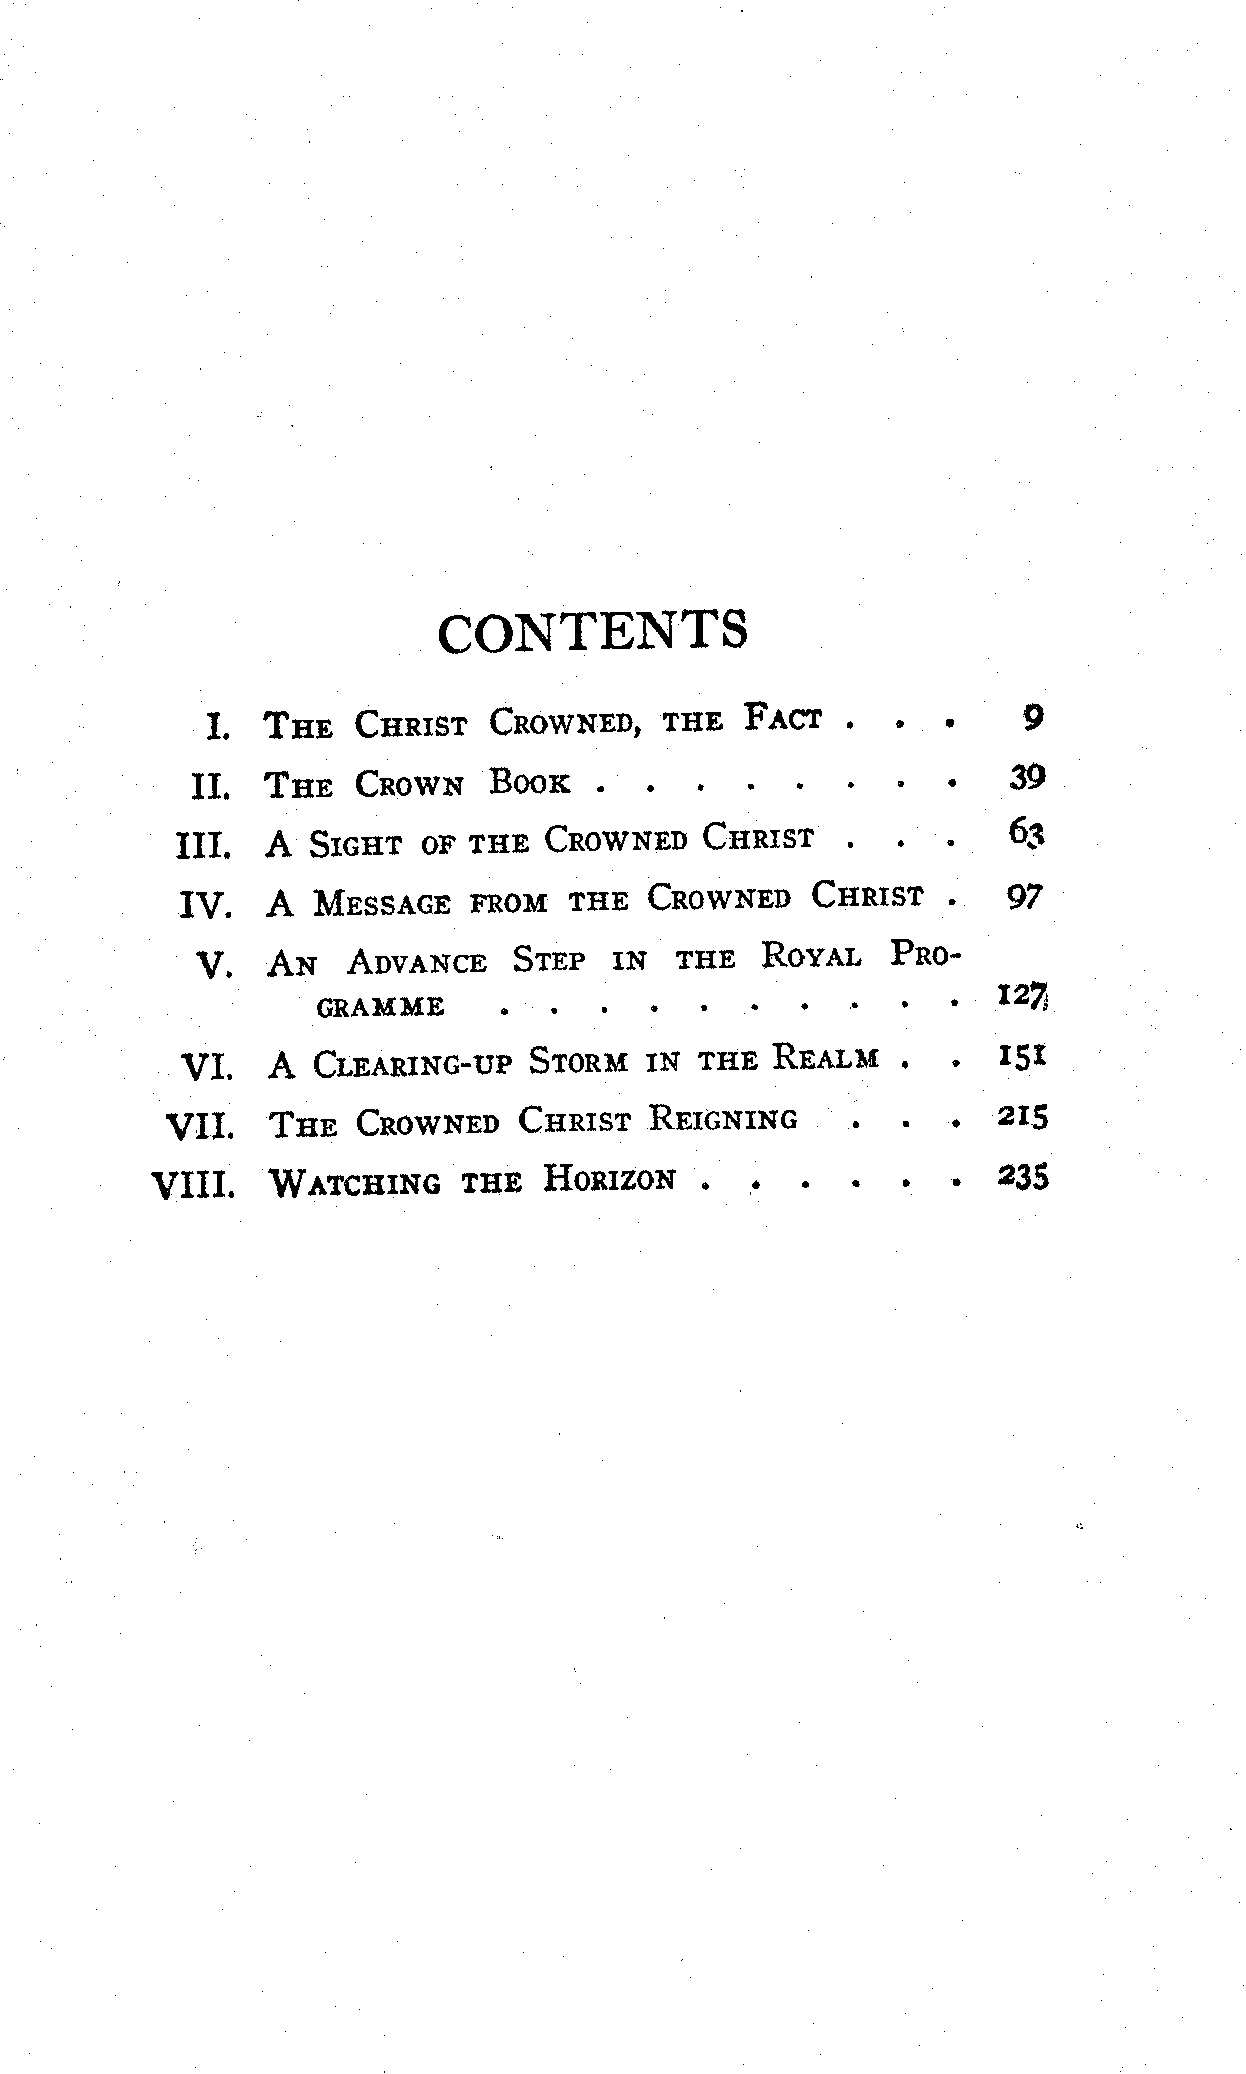 CONTENTS
I. The Christ Crowned, the Fact . . . 9
II. The Crown Book . . . . . . . . 39
III. A Sight of the Crowned Christ . . . 63
IV. A Message from the Crowned Christ . 97
V. An Advance Step in the Royal Pro-
gramme . . . . . . . . . . 127
VI. A Clearing-up Storm in the Realm . . 151
VII. The Crowned Christ Reigning . . . 215
VIII. Watching the Horizon . . . . . . 235